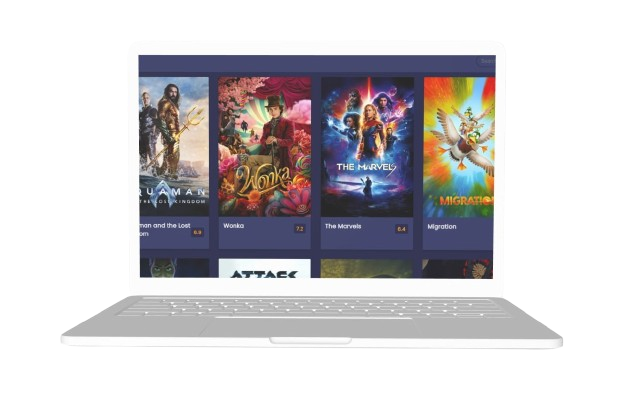 QUAMAN
THE LOST KINGDOM
Wonka
THE MARVELS
MIGRATION
man and the Lost
dom
6.9
Wonka
7.2
The Marvels
6.4
Migration
ATTACK